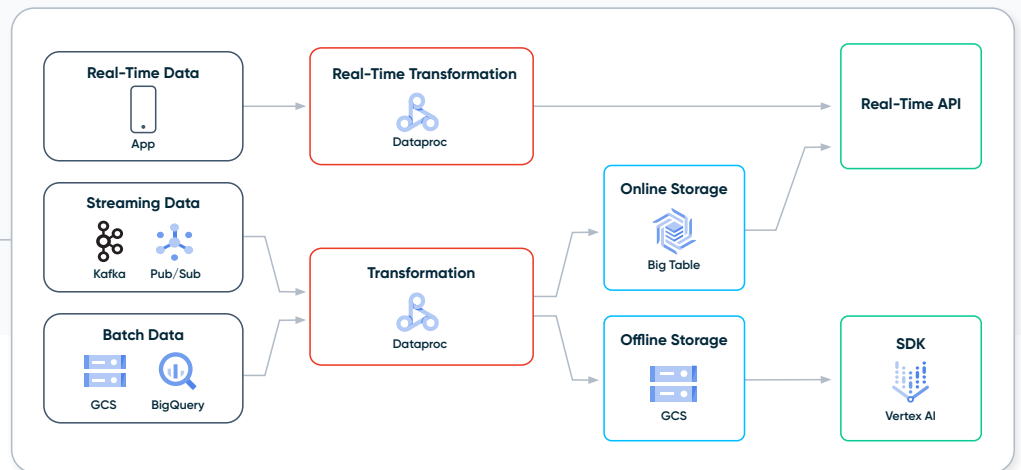 Real-Time Data
App
Real-Time Transformation
Dataproc
Real-Time API
Streaming Data
Kafka
Pub/Sub
Batch Data
GCS
BigQuery
Transformation
Dataproc
Online Storage
Big Table
Offline Storage
GCS
SDK
Vertex AI